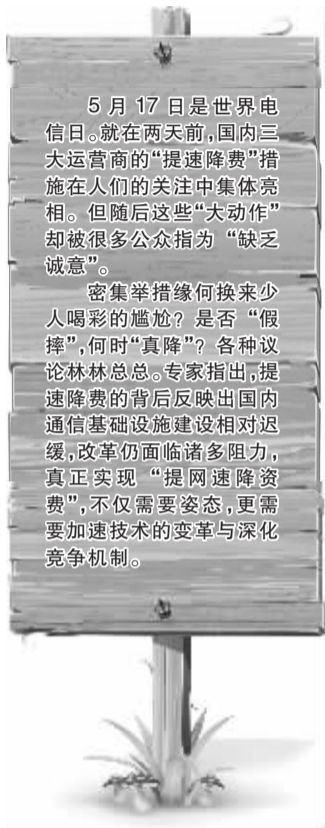 5月17日是世界电
信日。就在两天前,国内三
大运营商的“提速降费”措
施在人们的关注中集体亮
相。但随后这些“大动作”
却被很多公众指为“缺乏
诚意”。
密集举措缘何换来少
人喝彩的尴尬?是否“假
摔”,何时“真降”?各种议
论林林总总。专家指出,提
速降费的背后反映出国内
通信基础设施建设相对迟
缓,改革仍面临诸多阻力,
真正实现“提网速降资
费”,不仅需要姿态,更需
要加速技术的变革与深化
竞争机制。